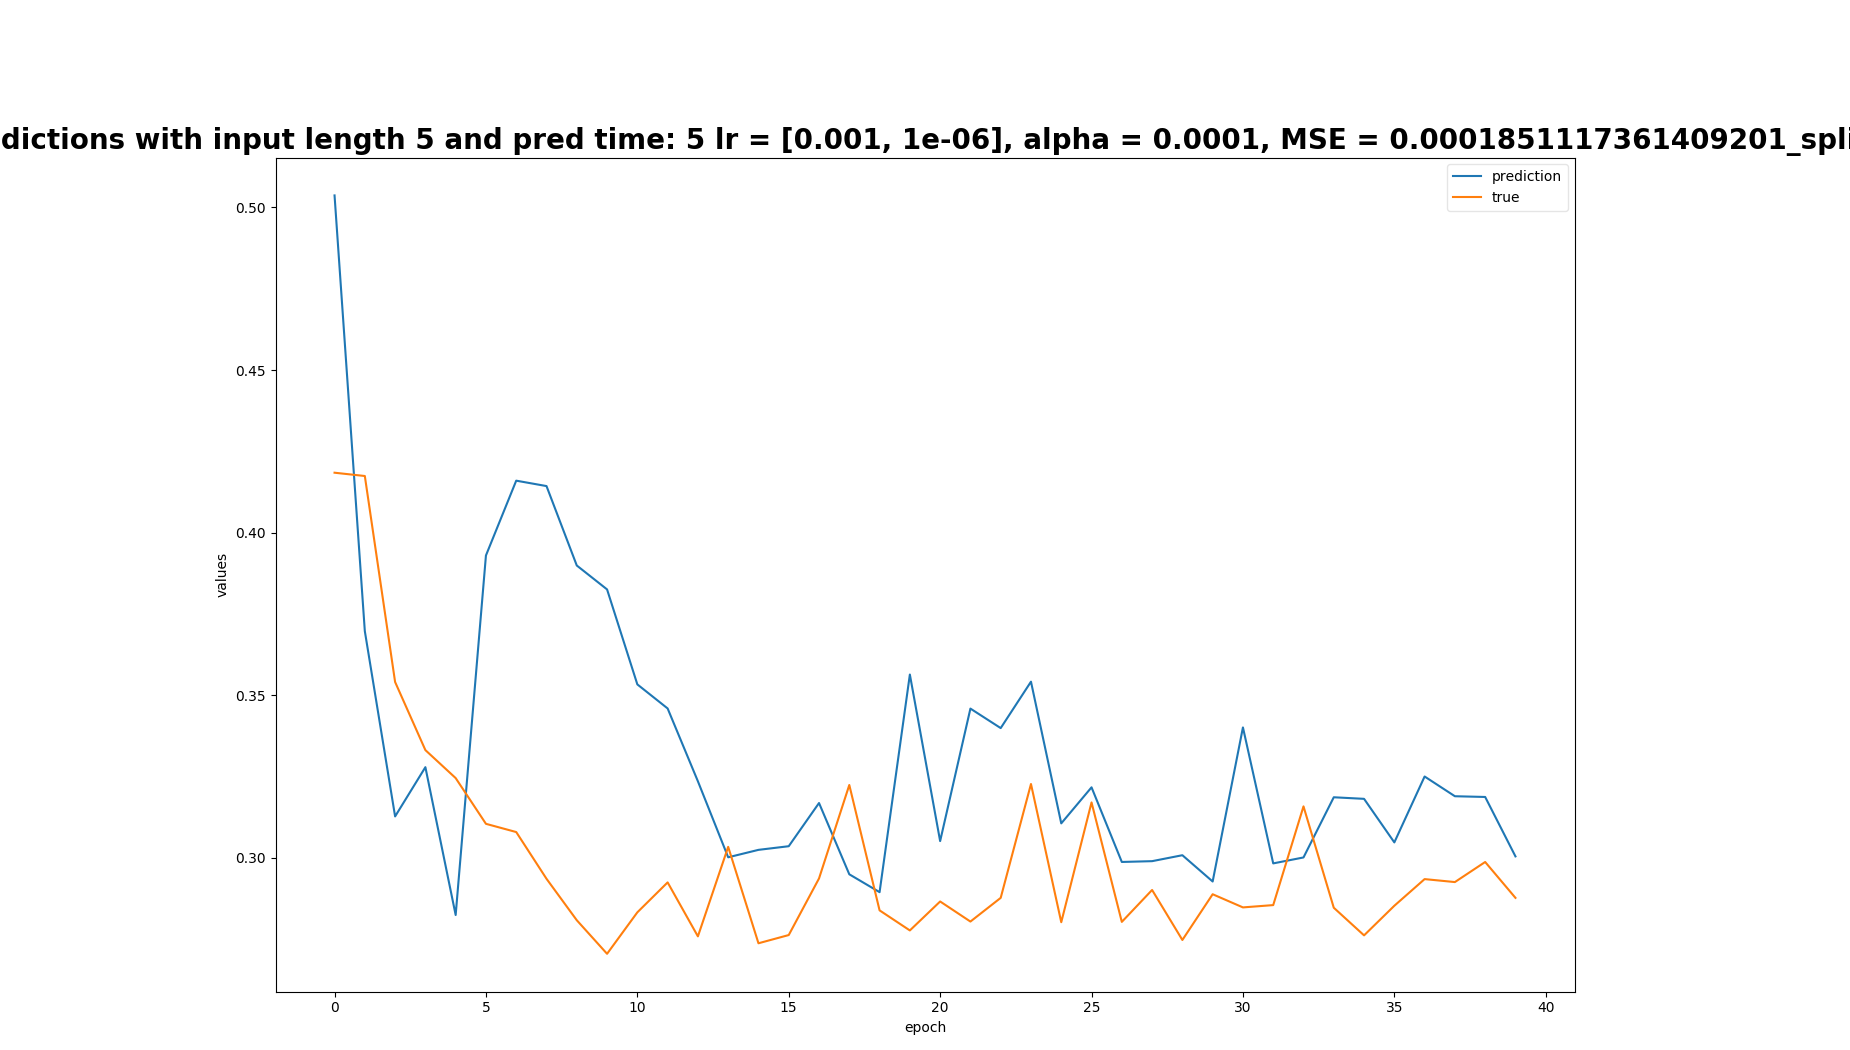 dictions with input length 5 and pred time: 5 lr = [0.001, 1e-06], alpha = 0.0001, MSE = 0.0001851117361409201_spli
prediction
true
0.50
0.45
0.40
0.35
0.30
values
0 5 10 15 20 25 30 35 40
epoch